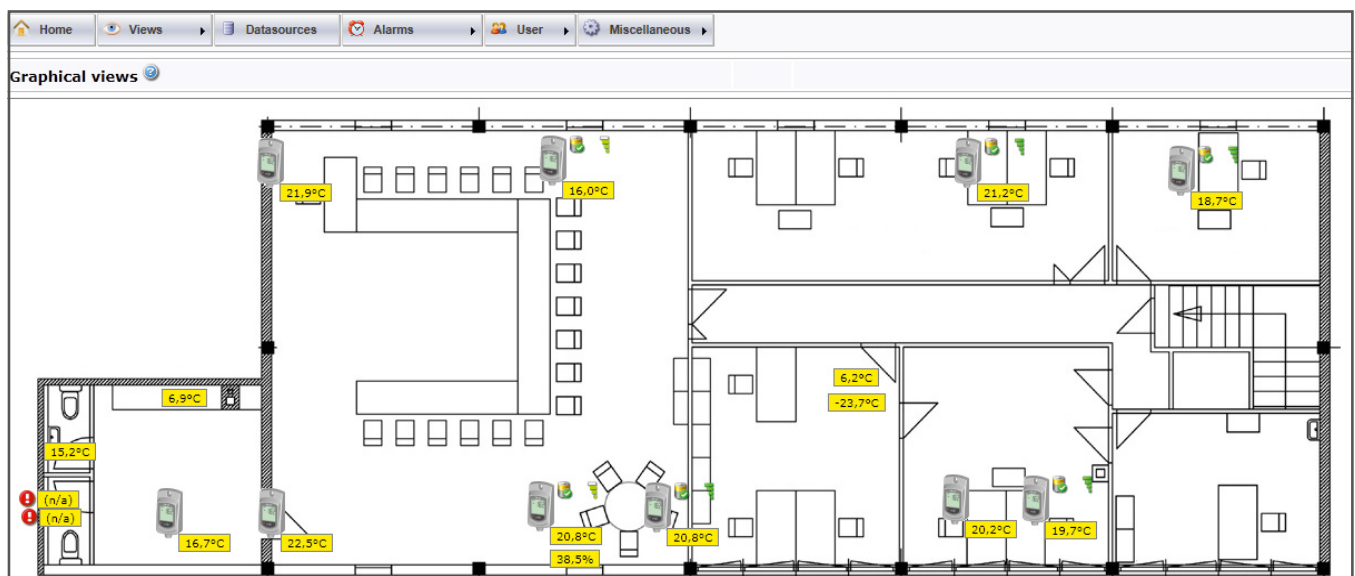 Home Views Datasources Alarms User Miscellaneous
Graphical views
21,9°C
16,0°C
21,2°C
18,7°C
6,2°C
-23,7°C
6,9°C
15,2°C
(n/a)
(n/a)
16,7°C
22,5°C
20,8°C
38,5%
20,8°C
20,2°C
19,7°C